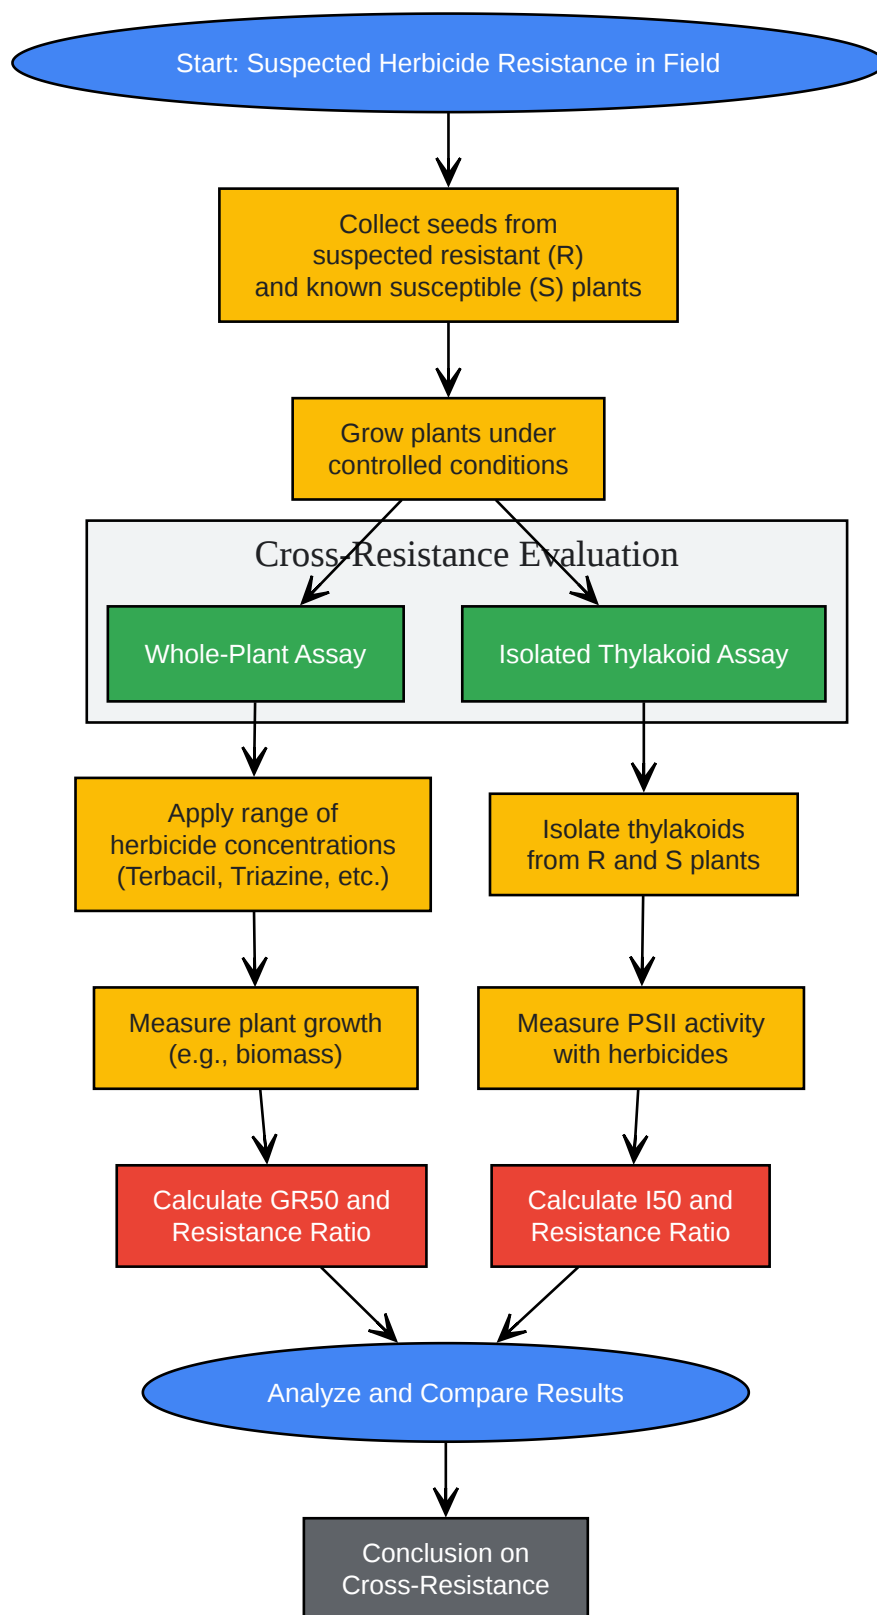 Start: Suspected Herbicide Resistance in Field
Collect seeds from
suspected resistant (R)
and known susceptible (S) plants
Grow plants under
controlled conditions
Cross-Resistance Evaluation
Whole-Plant Assay
Isolated Thylakoid Assay
Apply range of
herbicide concentrations
(Terbacil, Triazine, etc.)
Isolate thylakoids
from R and S plants
Measure plant growth
(e.g., biomass)
Measure PSII activity
with herbicides
Calculate GR50 and
Resistance Ratio
Calculate I50 and
Resistance Ratio
Analyze and Compare Results
Conclusion on
Cross-Resistance